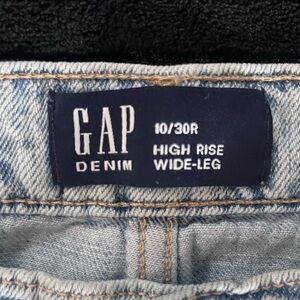 GAP
DENIM
10/30R
HIGH RISE
WIDE-LEG